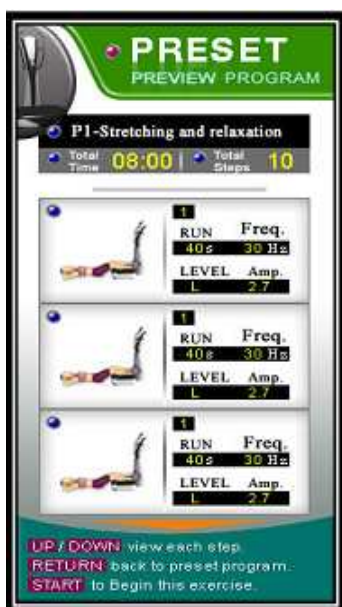 PRESET
PREVIEW PROGRAM
P1-Stretching and relaxation
Total Time 08:00 Total Steps 10
1
RUN Freq.
40s 30 Hz
LEVEL Amp.
L 2.7
1
RUN Freq.
40s 30 Hz
LEVEL Amp.
L 2.7
1
RUN Freq.
40s 30 Hz
LEVEL Amp.
L 2.7
UP / DOWN view each step.
RETURN back to preset program.
START to Begin this exercise.